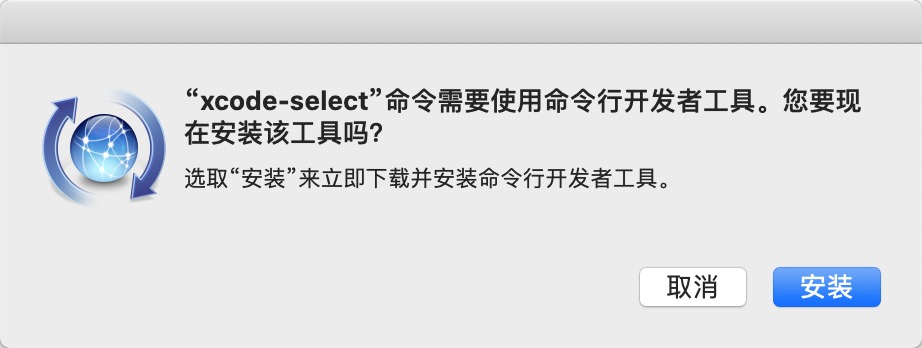 “xcode-select”命令需要使用命令行开发者工具。您要现
在安装该工具吗?
选取“安装”来立即下载并安装命令行开发者工具。
取消
安装